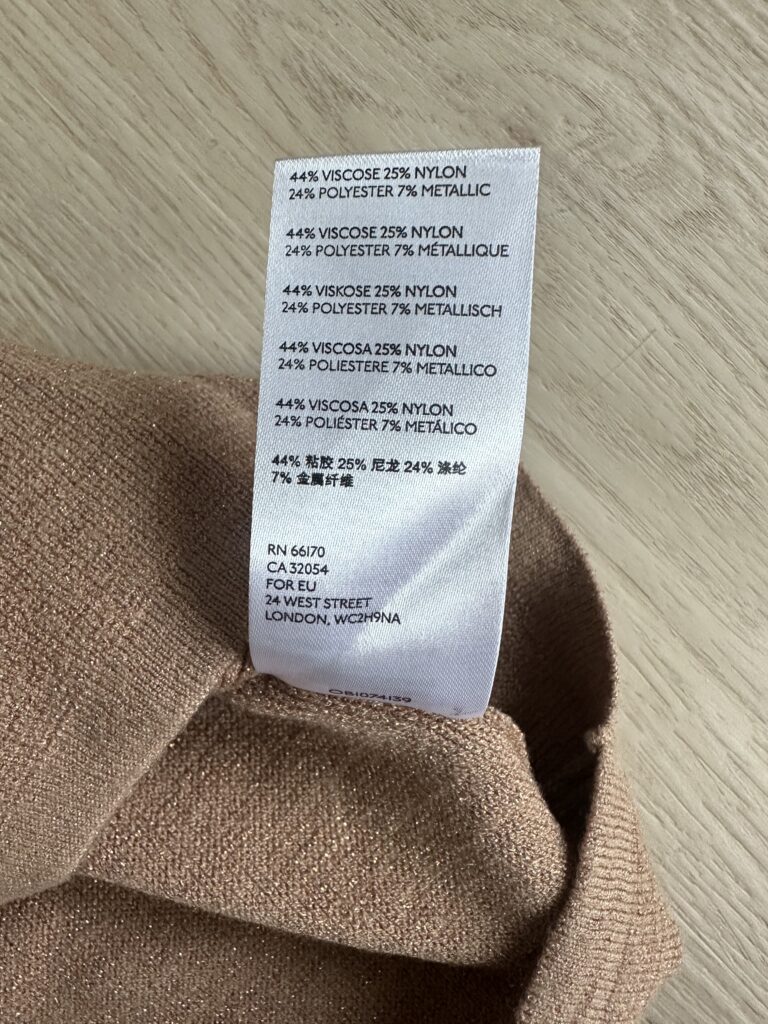 44% VISCOSE 25% NYLON
24% POLYESTER 7% METALLIC
44% VISCOSE 25% NYLON
24% POLYESTER 7% MÉTALLIQUE
44% VISKOSE 25% NYLON
24% POLYESTER 7% METALLISCH
44% VISCOSA 25% NYLON
24% POLIESTERE 7% METALLICO
44% VISCOSA 25% NYLON
24% POLIÉSTER 7% METÁLICO
44% 粘胶 25% 尼龙 24% 涤纶
7% 金属纤维
RN 66170
CA 32054
FOR EU
24 WEST STREET
LONDON, WC2H9NA